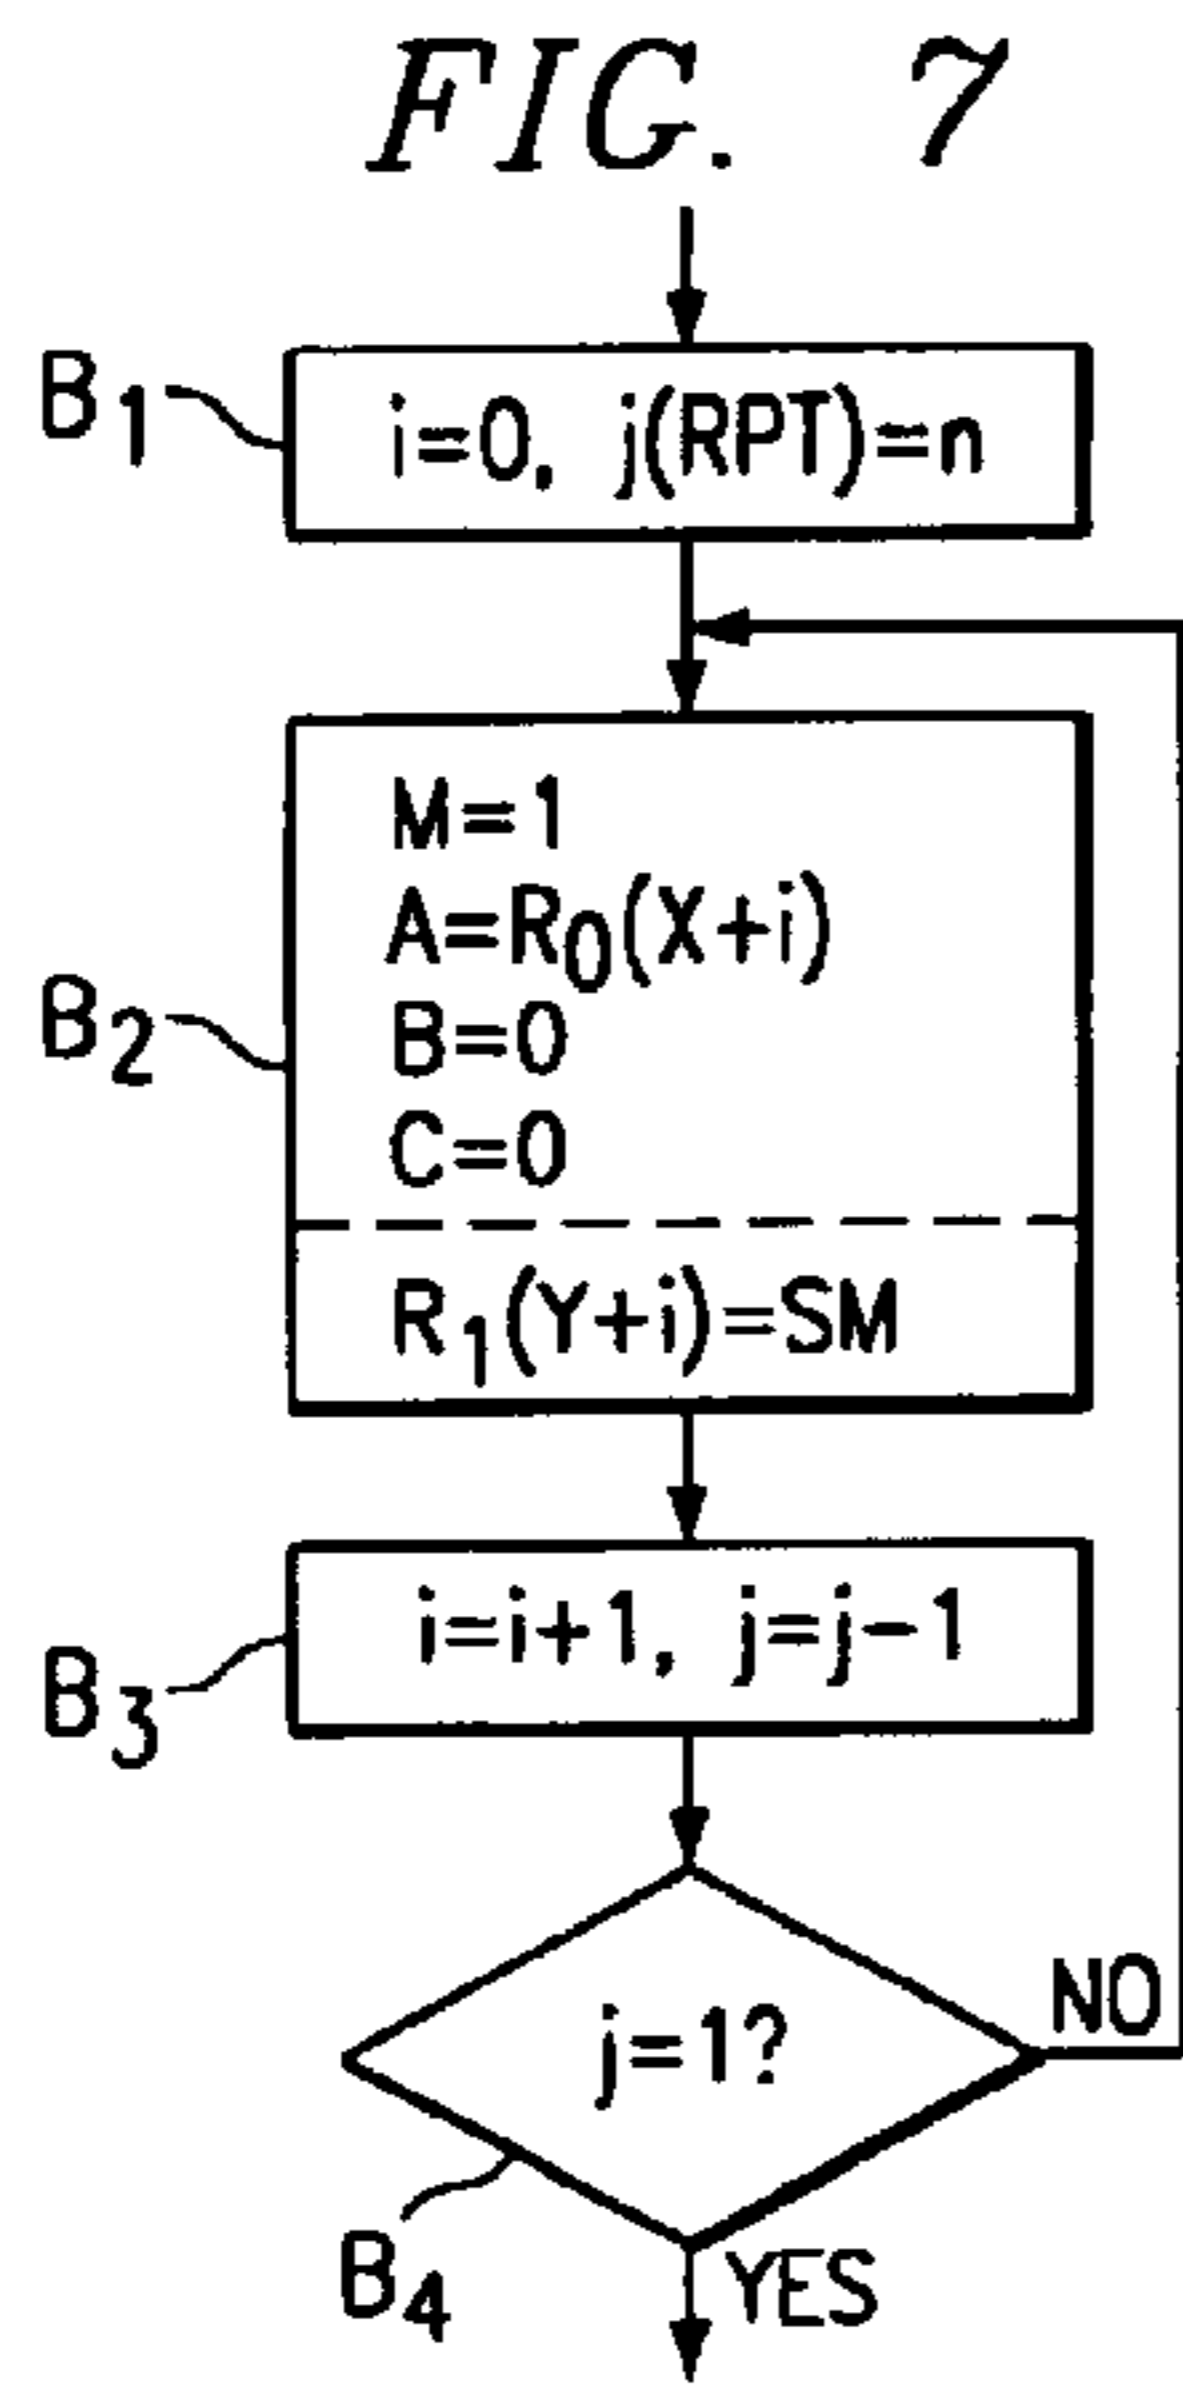 FIG. 7
B1
i=0, j(RPT)=n
M=1
A=R0(X+i)
B=0
B2
C=0
R1(Y+i)=SM
i=i+1, j=j-1
B3
NO
j=1?
B4
YES